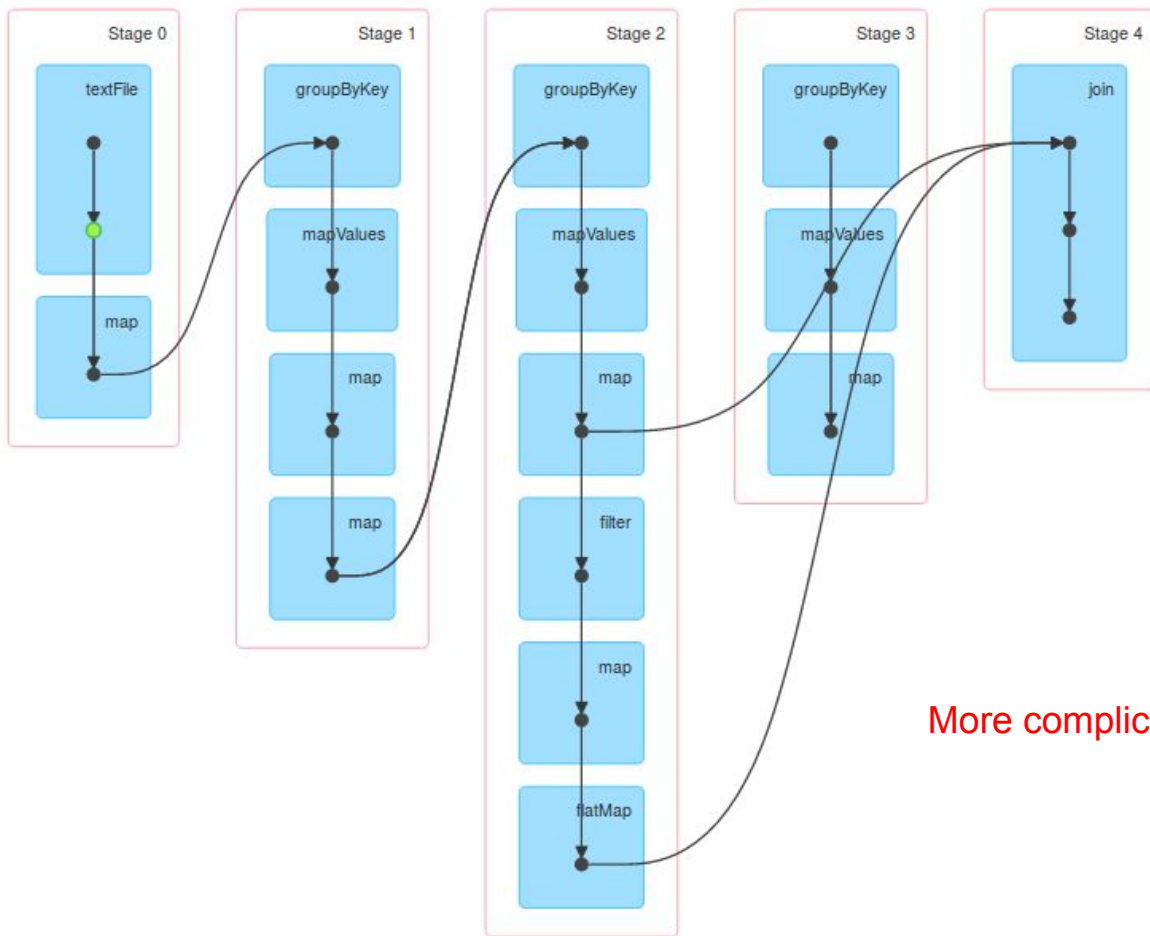 Stage 0
textFile
map
Stage 1
groupByKey
mapValues
map
map
Stage 2
groupByKey
mapValues
map
filter
map
flatMap
Stage 3
groupByKey
mapValues
map
Stage 4
join
More complic